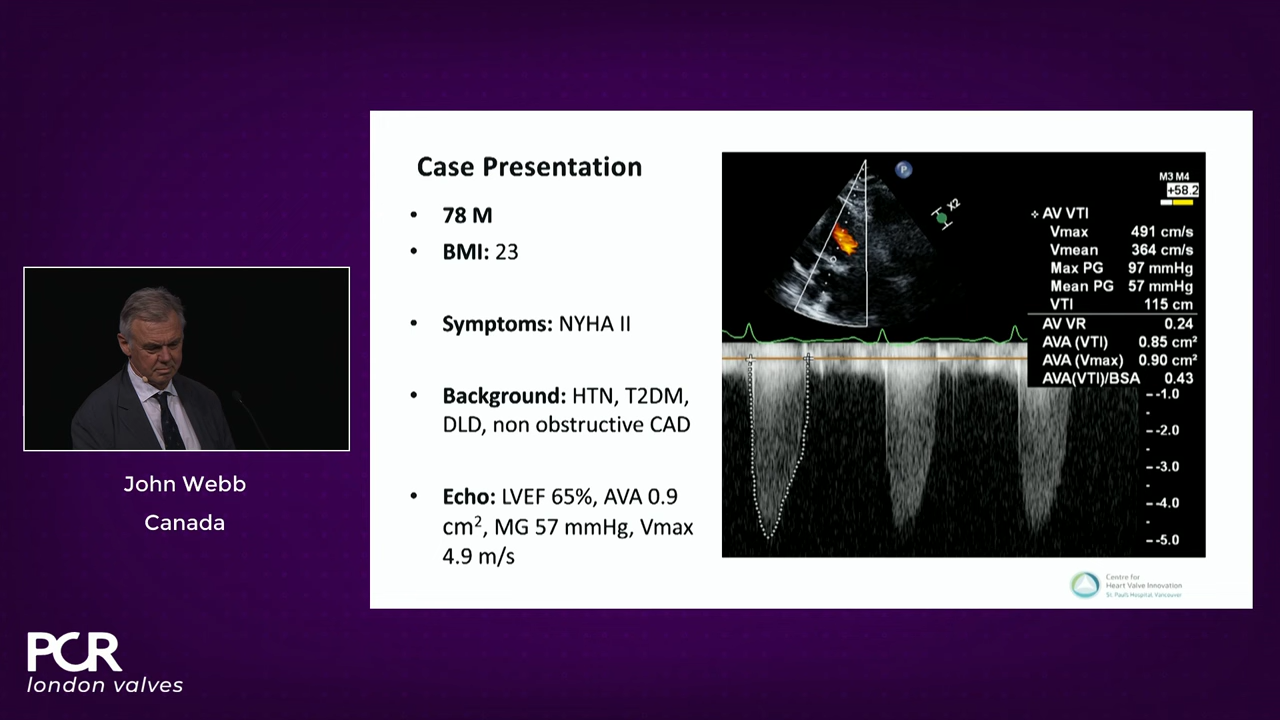 Case Presentation
• 78 M
• BMI: 23
• Symptoms: NYHA II
• Background: HTN, T2DM,
DLD, non obstructive CAD
• Echo: LVEF 65%, AVA 0.9
cm², MG 57 mmHg, Vmax
4.9 m/s
P
X2
M3 M4
+58.2
AV VTI
Vmax 491 cm/s
Vmean 364 cm/s
Max PG 97 mmHg
Mean PG 57 mmHg
VTI 115 cm
AV VR 0.24
AVA (VTI) 0.85 cm²
AVA (Vmax) 0.90 cm²
AVA(VTI)/BSA 0.43
-1.0
-2.0
-3.0
-4.0
-5.0
Centre for
Heart Valve Innovation
St. Paul's Hospital, Vancouver
John Webb
Canada
PCR
london valves